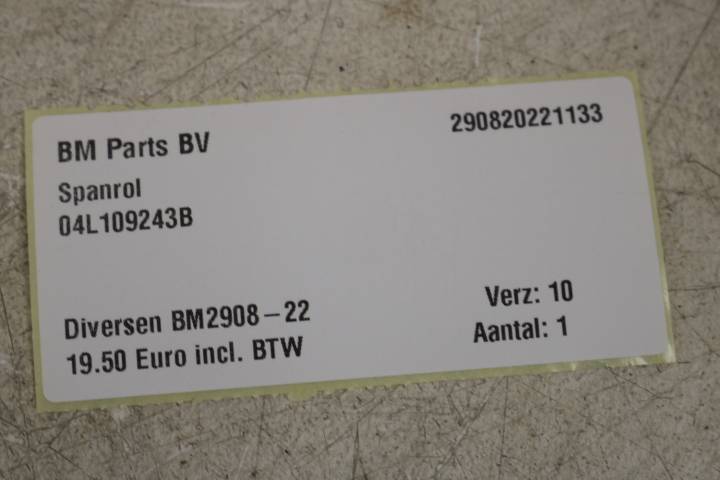 BM Parts BV
290820221133
Spanrol
04L109243B
Diversen BM2908-22
Verz: 10
19.50 Euro incl. BTW
Aantal: 1